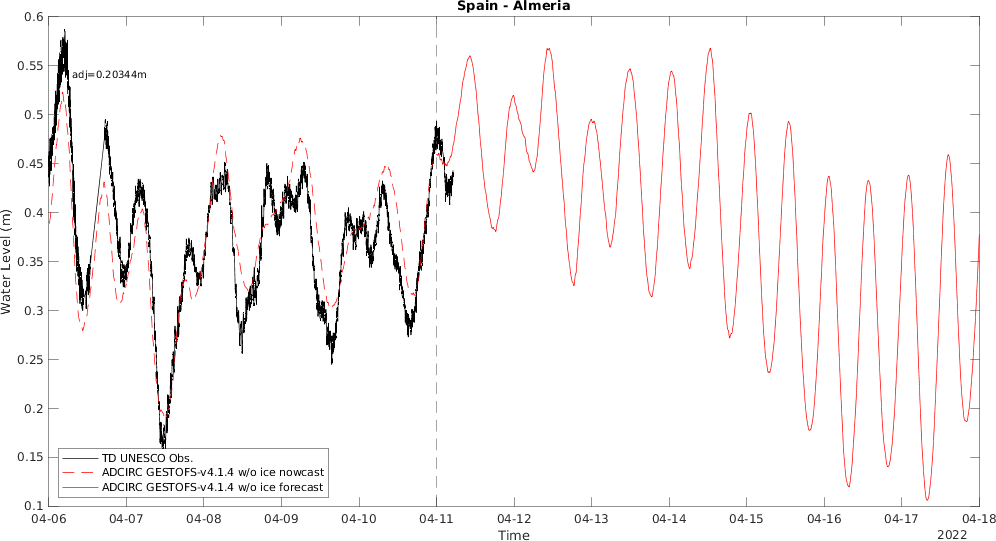 Spain - Almeria
adj=0.20344m
Water Level (m)
0.6
0.55
0.5
0.45
0.4
0.35
0.3
0.25
0.2
0.15
0.1
TD UNESCO Obs.
ADCIRC GESTOFS-v4.1.4 w/o ice nowcast
ADCIRC GESTOFS-v4.1.4 w/o ice forecast
04-06 04-07 04-08 04-09 04-10 04-11 04-12 04-13 04-14 04-15 04-16 04-17 04-18
Time
2022